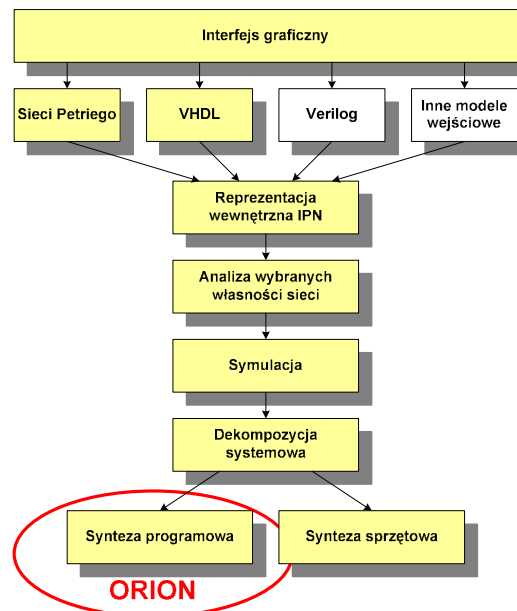 Interfejs graficzny
Sieci Petriego
VHDL
Verilog
Inne modele
wejściowe
Reprezentacja
wewnętrzna IPN
Analiza wybranych
własności sieci
Symulacja
Dekompozycja
systemowa
Synteza programowa
Synteza sprzętowa
ORION